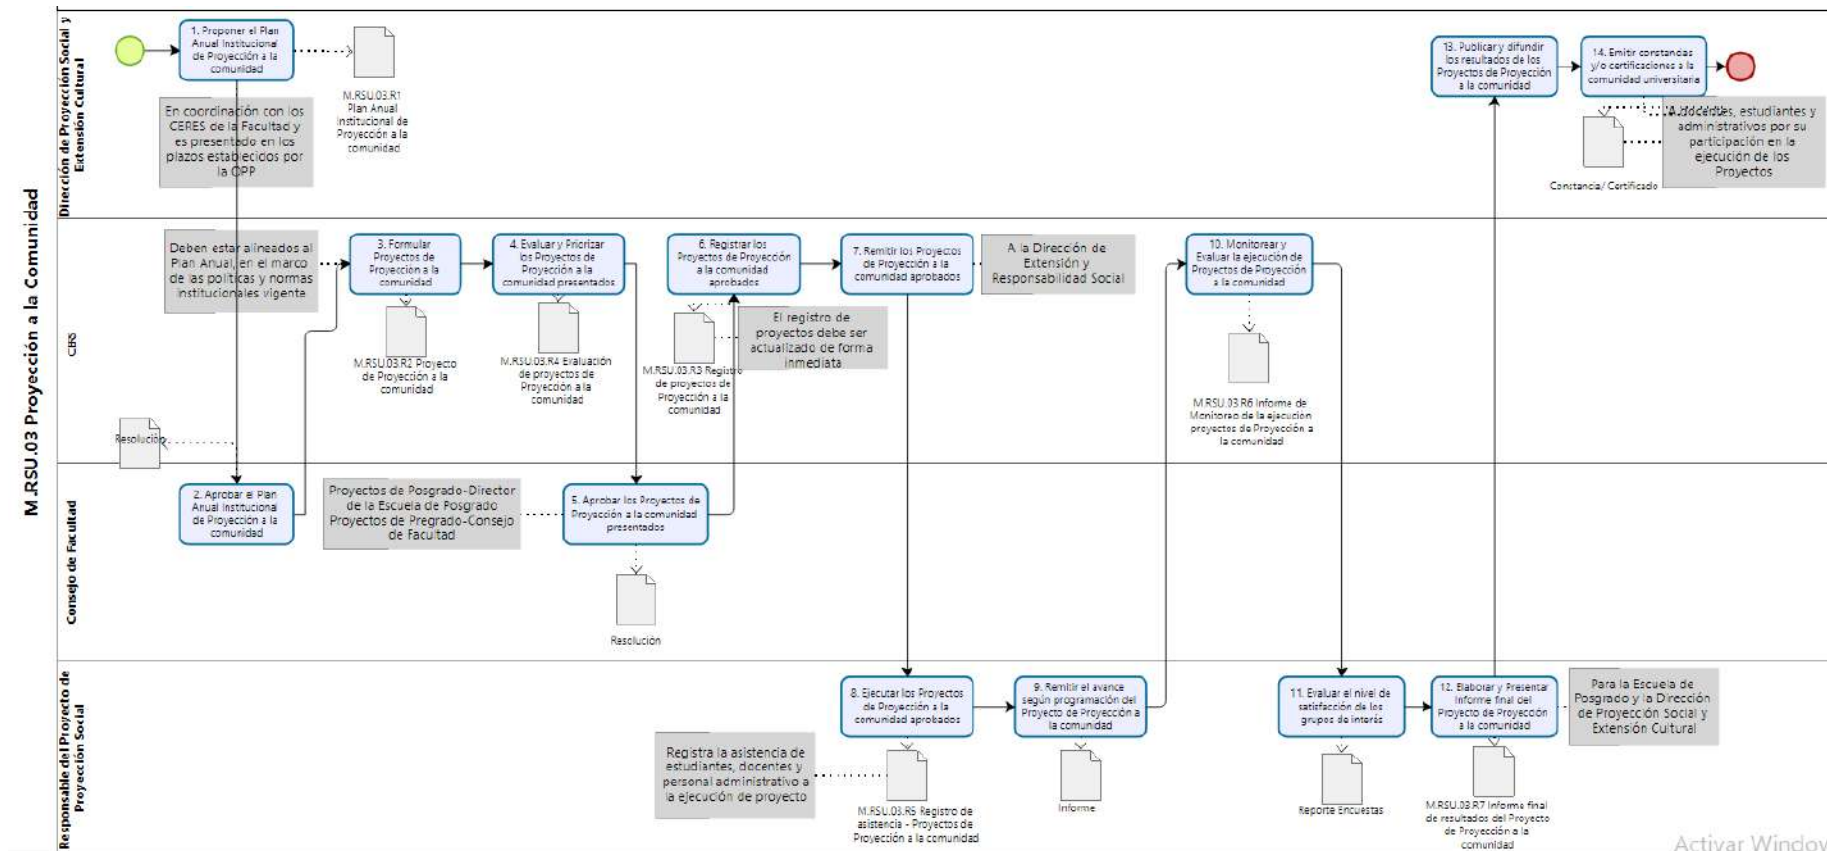 M.RSU.03 Proyección a la Comunidad
Dirección de Proyección Social y
Extensión Cultural
1. Proponer el Plan
Anual Institucional
de Proyección a la
comunidad
M.RSU.03.R1
Plan Anual
Institucional de
Proyección a la
comunidad
En coordinación con los
CERES de la Facultad y
es presentado en los
plazos establecidos por
la OPP
13. Publicar y difundir
los resultados de los
Proyectos de Proyección
a la comunidad
14. Emitir constancias
y/o certificaciones a la
comunidad universitaria
A docentes, estudiantes y
administrativos por su
participación en la
ejecución de los
Proyectos
Constancia/ Certificado
Deben estar alineados al
Plan Anual, en el marco
de las políticas y normas
institucionales vigente
3. Formular
Proyectos de
Proyección a la
comunidad
M.RSU.03.R2 Proyecto
de Proyección a la
comunidad
4. Evaluar y Priorizar
los Proyectos de
Proyección a la
comunidad presentados
M.RSU.03.R4 Evaluación
de proyectos de
Proyección a la
comunidad
6. Registrar los
Proyectos de Proyección
a la comunidad
aprobados
M.RSU.03.R3 Registro
de proyectos de
Proyección a la
comunidad
El registro de
proyectos debe ser
actualizado de forma
inmediata
7. Remitir los Proyectos
de Proyección a la
comunidad aprobados
A la Dirección de
Extensión y
Responsabilidad Social
10. Monitorear y
Evaluar la ejecución de
Proyectos de Proyección
a la comunidad
M.RSU.03.R6 Informe de
Monitoreo de la ejecución
proyectos de Proyección a
la comunidad
Resolución
Consejo de Facultad
2. Aprobar el Plan
Anual Institucional
de Proyección a la
comunidad
Proyectos de Posgrado-Director
de la Escuela de Posgrado
Proyectos de Pregrado-Consejo
de Facultad
5. Aprobar los Proyectos de
Proyección a la comunidad
presentados
Resolución
Responsable del Proyecto de
Proyección Social
8. Ejecutar los Proyectos
de Proyección a la
comunidad aprobados
Registra la asistencia de
estudiantes, docentes y
personal administrativo a
la ejecución de proyecto
M.RSU.03.R5 Registro de
asistencia - Proyectos de
Proyección a la comunidad
9. Remitir el avance
según programación del
Proyecto de Proyección a
la comunidad
Informe
11. Evaluar el nivel de
satisfacción de los
grupos de interés
Reporte Encuestas
12. Elaborar y Presentar
Informe final del
Proyecto de Proyección
a la comunidad
M.RSU.03.R7 Informe final
de resultados del Proyecto
de Proyección a la
comunidad
Para la Escuela de
Posgrado y la Dirección
de Proyección Social y
Extensión Cultural
Activar Window